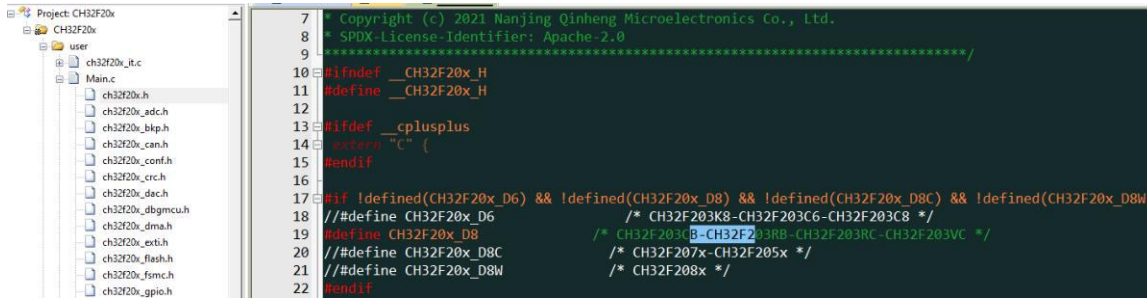 Project: CH32F20x
CH32F20x
user
ch32f20x_it.c
Main.c
ch32f20x.h
ch32f20x_adc.h
ch32f20x_bkp.h
ch32f20x_can.h
ch32f20x_conf.h
ch32f20x_crc.h
ch32f20x_dac.h
ch32f20x_dbgmcu.h
ch32f20x_dma.h
ch32f20x_exti.h
ch32f20x_flash.h
ch32f20x_fsmc.h
ch32f20x_gpio.h
7 * Copyright (c) 2021 Nanjing Qinheng Microelectronics Co., Ltd.
8 * SPDX-License-Identifier: Apache-2.0
9 *******************************************************************************/
10 #ifndef __CH32F20x_H
11 #define __CH32F20x_H
12
13 #ifdef __cplusplus
14 extern "C" {
15 #endif
16
17 #if !defined(CH32F20x_D6) && !defined(CH32F20x_D8) && !defined(CH32F20x_D8C) && !defined(CH32F20x_D8W
18 //#define CH32F20x_D6 /* CH32F203K8-CH32F203C6-CH32F203C8 */
19 #define CH32F20x_D8 /* CH32F203CB-CH32F203RB-CH32F203RC-CH32F203VC */
20 //#define CH32F20x_D8C /* CH32F207x-CH32F205x */
21 //#define CH32F20x_D8W /* CH32F208x */
22 #endif